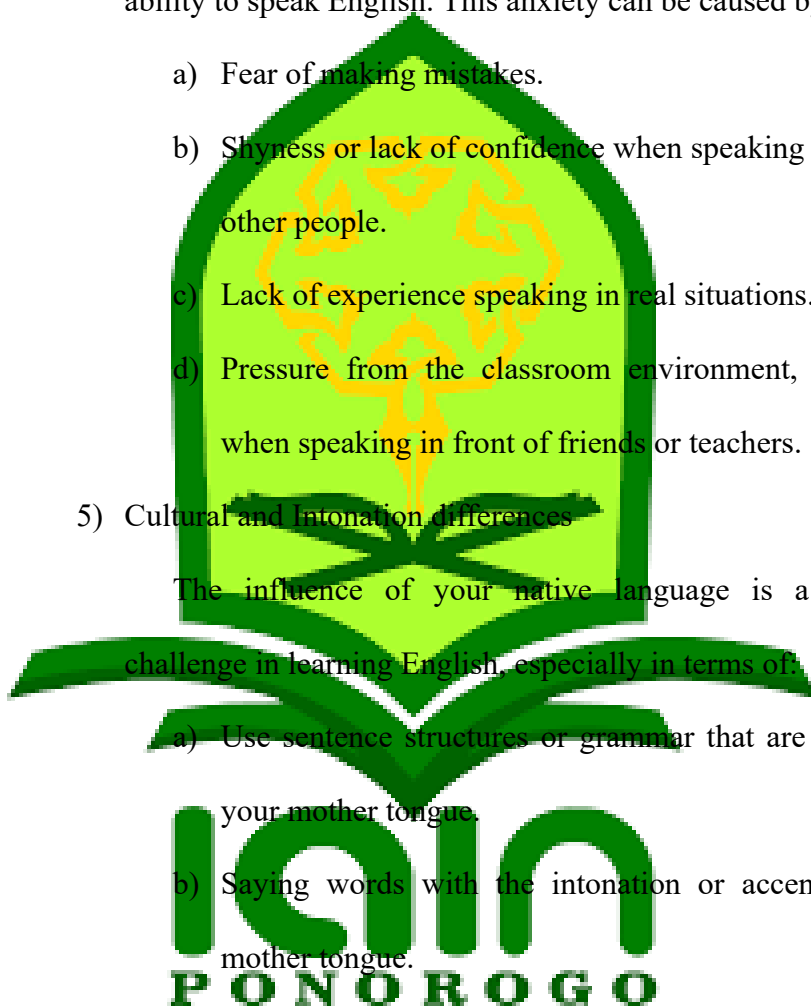 ability to speak English. This anxiety can be caused by
a) Fear of making mistakes.
b) Shyness or lack of confidence when speaking
other people.
c) Lack of experience speaking in real situations.
d) Pressure from the classroom environment,
when speaking in front of friends or teachers.
5) Cultural and Intonation differences
The influence of your native language is a
challenge in learning English, especially in terms of:
a) Use sentence structures or grammar that are
your mother tongue.
b) Saying words with the intonation or accen
mother tongue.
iain
PONOROGO